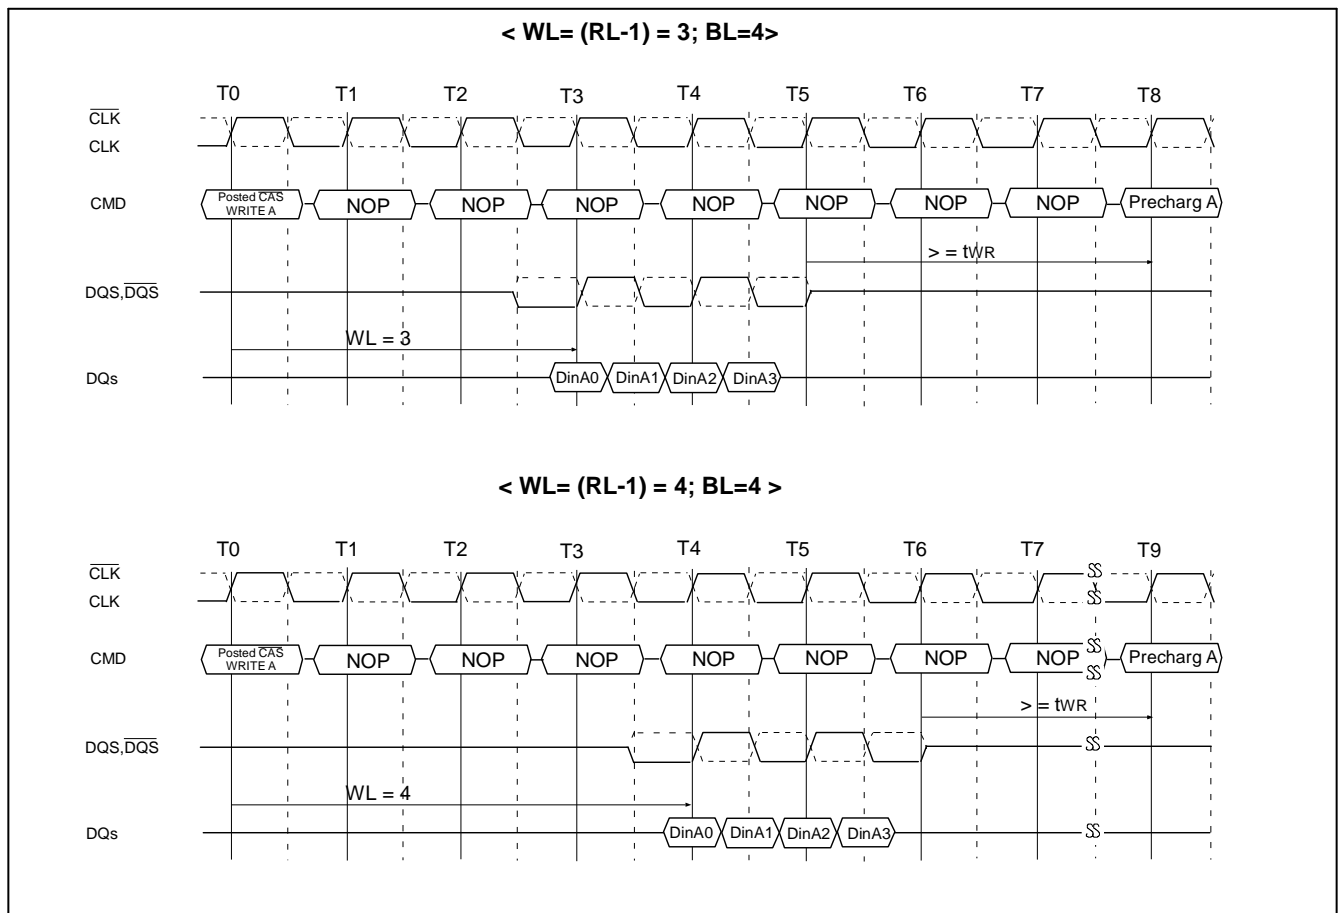 < WL= (RL-1) = 3; BL=4>
T0 T1 T2 T3 T4 T5 T6 T7 T8
CLK
CLK
CMD Posted CAS WRITE A NOP NOP NOP NOP NOP NOP NOP Precharg A
> = tWR
DQS,DQS
WL = 3
DQs DinA0 DinA1 DinA2 DinA3
< WL= (RL-1) = 4; BL=4 >
T0 T1 T2 T3 T4 T5 T6 T7 T9
CLK
CLK
CMD Posted CAS WRITE A NOP NOP NOP NOP NOP NOP NOP Precharg A
> = tWR
DQS,DQS
WL = 4
DQs DinA0 DinA1 DinA2 DinA3